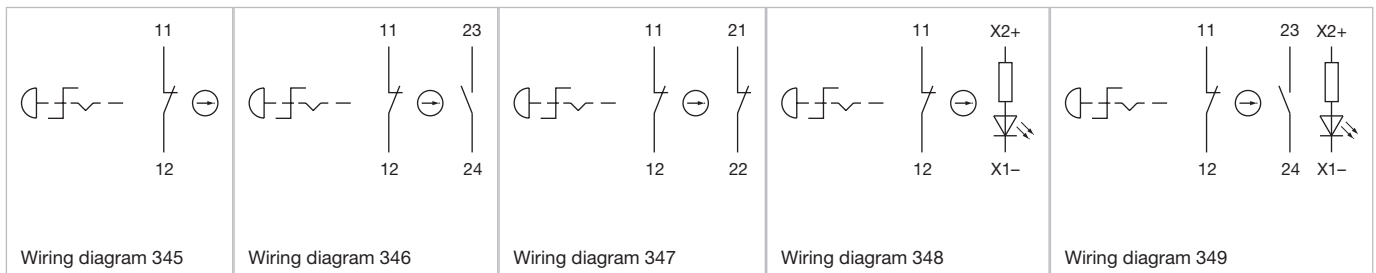 11
12
Wiring diagram 345
11 23
12 24
Wiring diagram 346
11 21
12 22
Wiring diagram 347
11 X2+
12 X1–
Wiring diagram 348
11 23 X2+
12 24 X1–
Wiring diagram 349